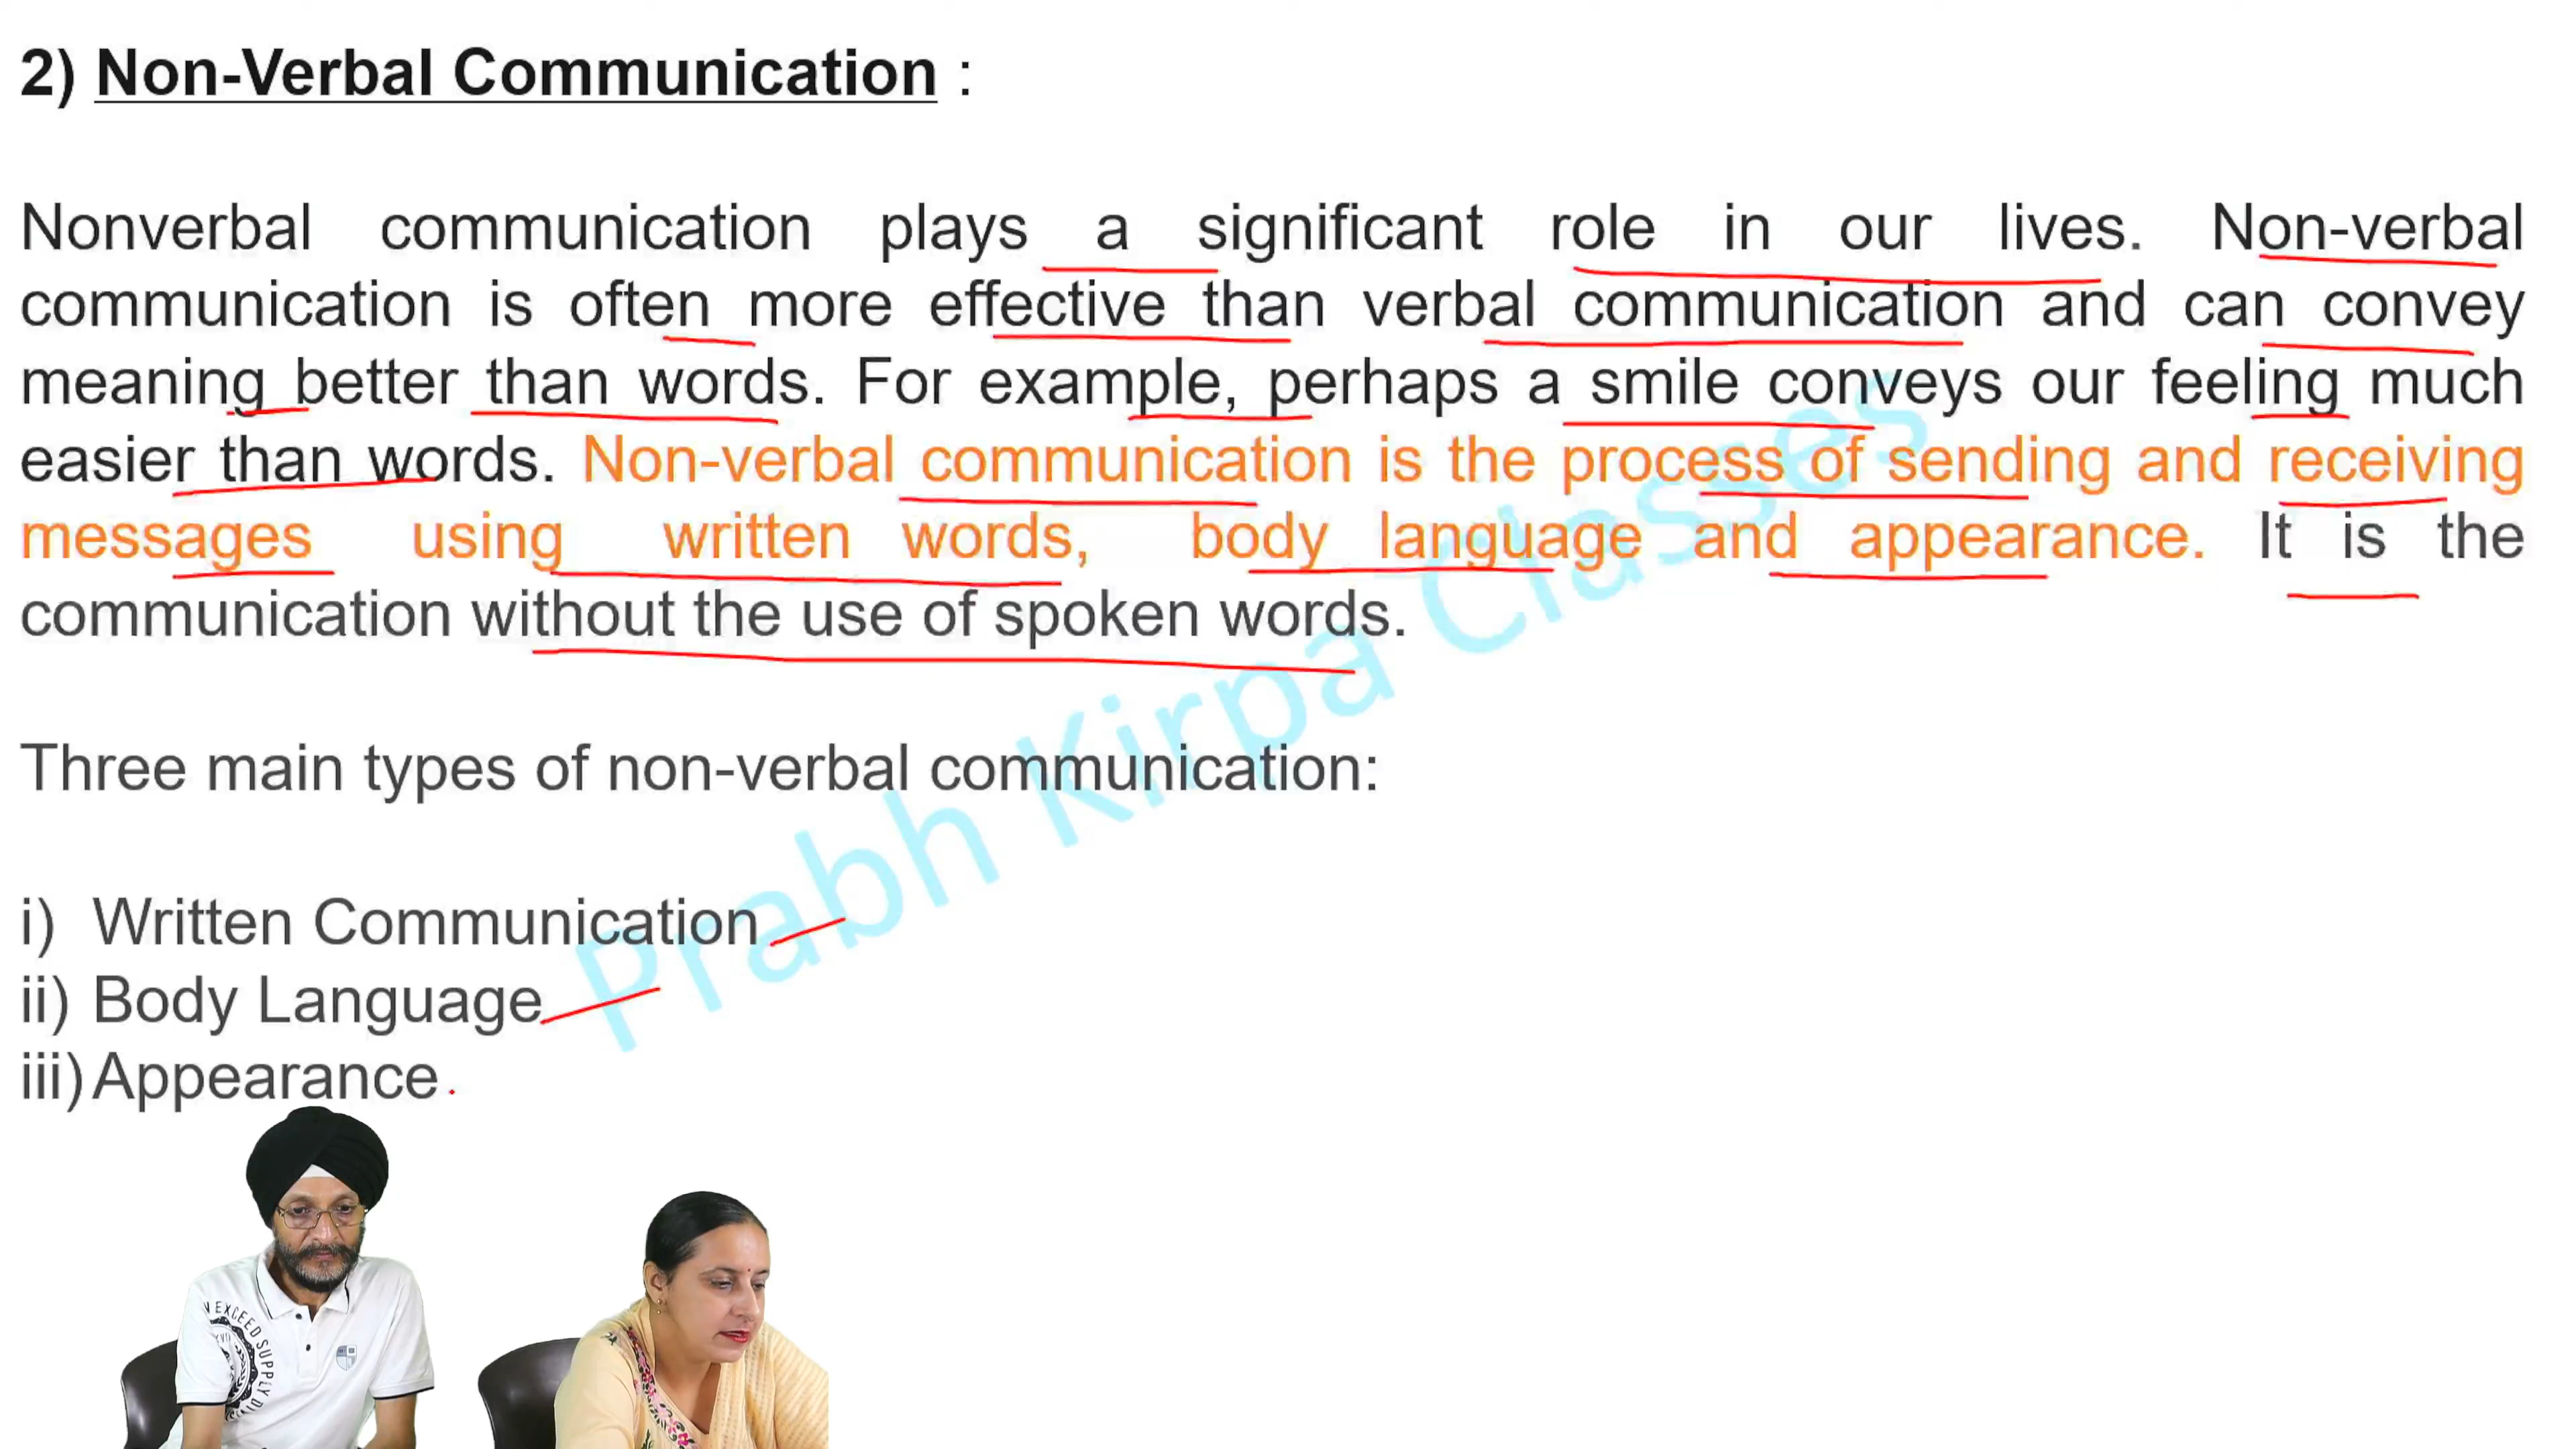 2) Non-Verbal Communication :
Nonverbal communication plays a significant role in our lives. Non-verbal
communication is often more effective than verbal communication and can convey
meaning better than words. For example, perhaps a smile conveys our feeling much
easier than words. Non-verbal communication is the process of sending and receiving
messages using written words, body language and appearance. It is the
communication without the use of spoken words.
Three main types of non-verbal communication:
i) Written Communication
ii) Body Language
iii) Appearance
Prabh Kirpa Classes
EXCEED SUPPLY